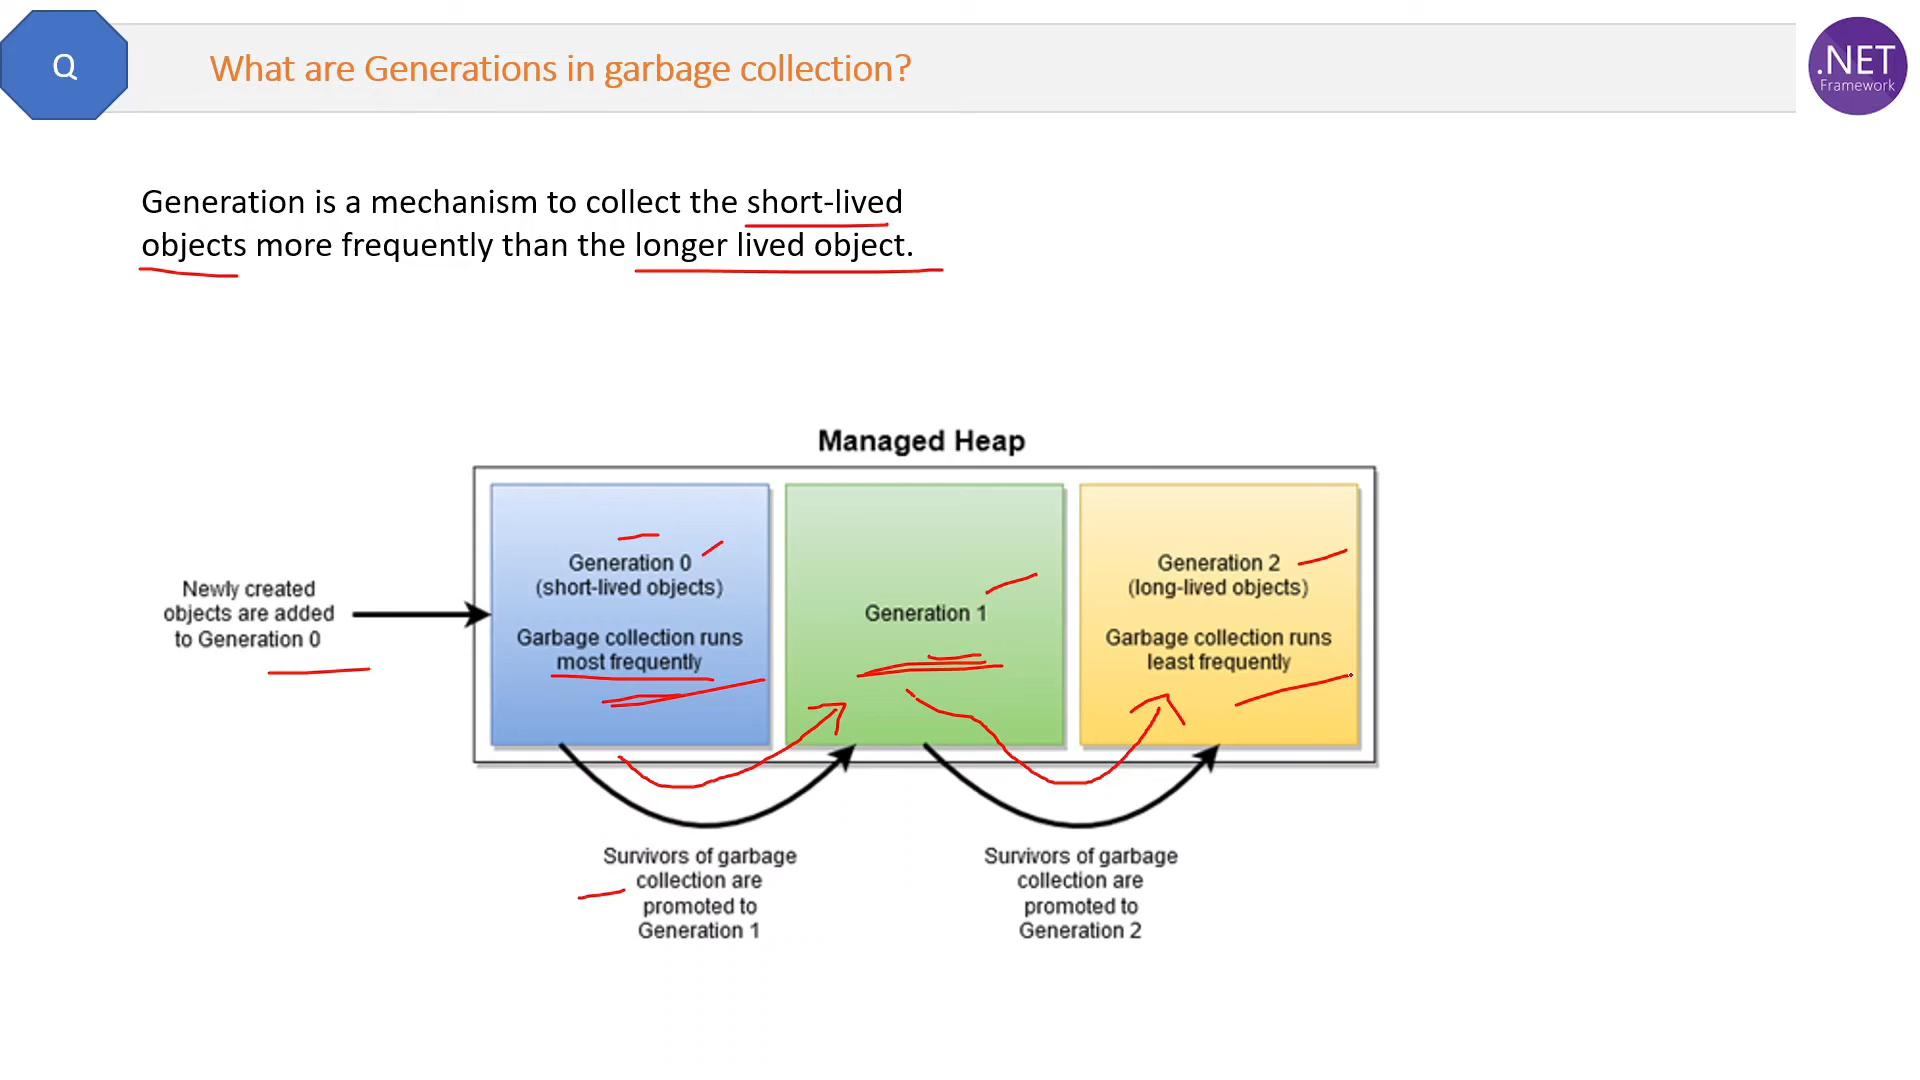 Q
What are Generations in garbage collection?
.NET
Framework
Generation is a mechanism to collect the short-lived
objects more frequently than the longer lived object.
Managed Heap
Newly created
objects are added
to Generation 0
Generation 0
(short-lived objects)
Garbage collection runs
most frequently
Generation 1
Generation 2
(long-lived objects)
Garbage collection runs
least frequently
Survivors of garbage
collection are
promoted to
Generation 1
Survivors of garbage
collection are
promoted to
Generation 2